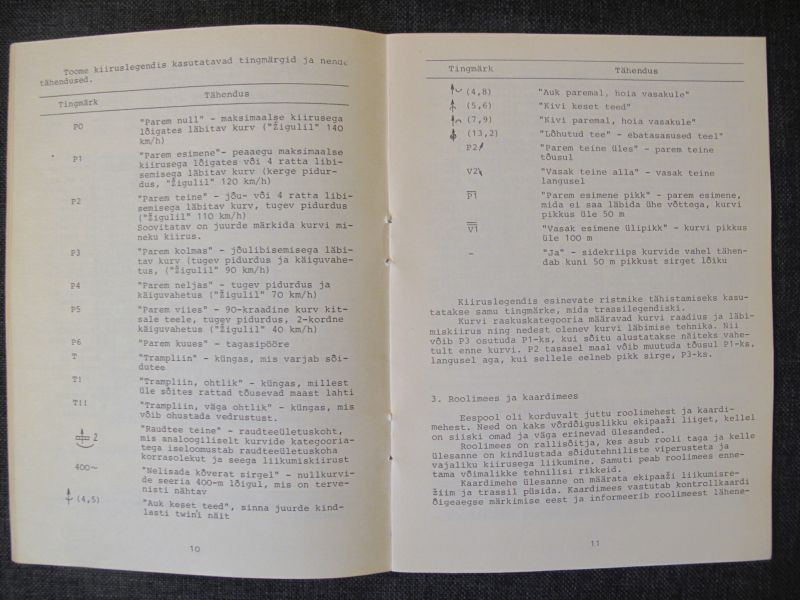 Toome kiiruslegendis kasutatavad tingmärgid ja nende
tähendused.
Tingmärk Tähendus
P0 "Parem null" - maksimaalse kiirusega
lõigates läbitav kurv ("Žigulil" 140
km/h)
P1 "Parem esimene"- peaaegu maksimaalse
kiirusega lõigates või 4 ratta libi-
semisega läbitav kurv (kerge pidur-
dus, "Žigulil" 120 km/h)
P2 "Parem teine" - jõu- või 4 ratta libi-
semisega läbitav kurv, tugev pidurdus
("Žigulil" 110 km/h)
Soovitatav on juurde märkida kurvi mi-
neku kiirus.
P3 "Parem kolmas" - jõulibisemisega läbi-
tav kurv (tugev pidurdus ja käiguvahe-
tus, ("Žigulil" 90 km/h)
P4 "Parem neljas" - tugev pidurdus ja
käiguvahetus ("Žigulil" 70 km/h)
P5 "Parem viies" - 90-kraadine kurv kit-
sale teele, tugev pidurdus, 2-kordne
käiguvahetus ("Žigulil" 40 km/h)
P6 "Parem kuues" - tagasipööre
T "Trampliin" - küngas, mis varjab sõi-
dutee
T! "Trampliin, ohtlik" - küngas, millest
üle sõites rattad tõusevad maast lahti
T!! "Trampliin, väga ohtlik" - küngas, mis
võib ohustada vedrustust.
2 "Raudtee teine" - raudteeületuskoht,
mis analoogiliselt kurvide kategooria-
tega iseloomustab raudteeületuskoha
korrasolekut ja seega liikumiskiirust
400~ "Nelisada kõverat sirgel" - nullkurvi-
de seeria 400-m lõigul, mis on terve-
nisti nähtav
(4,5) "Auk keset teed", sinna juurde kind-
lasti twin'i näit
10
Tingmärk Tähendus
(4,8) "Auk paremal, hoia vasakule"
(5,6) "Kivi keset teed"
(7,9) "Kivi paremal, hoia vasakule"
(13,2) "Lõhutud tee" - ebatasasused teel"
P2 "Parem teine üles" - parem teine
tõusul
V2 "Vasak teine alla" - vasak teine
langusel
P1 "Parem esimene pikk" - parem esimene,
mida ei saa läbida ühe võttega, kurvi
pikkus üle 50 m
V1 "Vasak esimene ülipikk" - kurvi pikkus
üle 100 m
- "Ja" - sidekriips kurvide vahel tähen-
dab kuni 50 m pikkust sirget lõiku
Kiiruslegendis esinevate ristmike tähistamiseks kasu-
tatakse samu tingmärke, mida trassilegendiski.
Kurvi raskuskategooria määravad kurvi raadius ja läbi-
miskiirus ning nedest olenev kurvi läbimise tehnika. Nii
võib P3 osutuda P1-ks, kui sõitu alustatakse näiteks vahe-
tult enne kurvi. P2 tasasel maal võib muutuda tõusul P1-ks,
langusel aga, kui sellele eelneb pikk sirge, P3-ks.
3. Roolimees ja kaardimees
Eespool oli korduvalt juttu roolimehest ja kaardi-
mehest. Need on kaks võrdõiguslikku ekipaaži liiget, kellel
on siiski omad ja väga erinevad ülesanded.
Roolimees on rallisõitja, kes asub rooli taga ja kelle
ülesanne on kindlustada sõidutehniliste viperusteta ja
vajaliku kiirusega liikumine. Samuti peab roolimees enne-
tama võimalikke tehnilisi rikkeid.
Kaardimehe ülesanne on määrata ekipaaži liikumisre-
žiim ja trassil püsida. Kaardimees vastutab kontrollkaardi
õigeaegse märkimise eest ja informeerib roolimeest lähene-
11